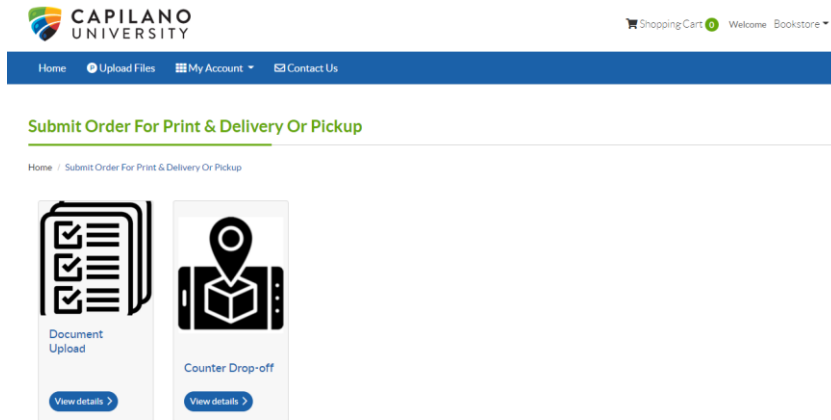 CAPILANO
UNIVERSITY
Shopping Cart 0 Welcome Bookstore
Home Upload Files My Account Contact Us
Submit Order For Print & Delivery Or Pickup
Home / Submit Order For Print & Delivery Or Pickup
Document
Upload
View details
Counter Drop-off
View details